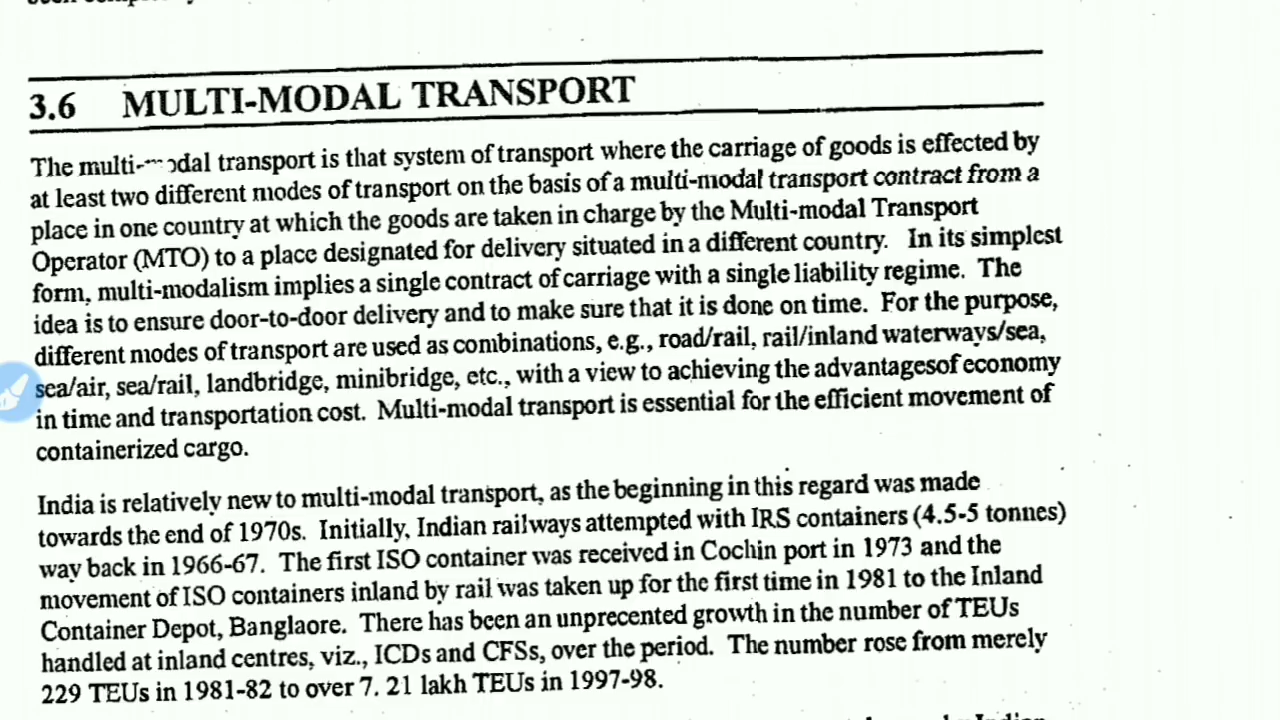 3.6 MULTI-MODAL TRANSPORT
The multi-modal transport is that system of transport where the carriage of goods is effected by
at least two different modes of transport on the basis of a multi-modal transport contract from a
place in one country at which the goods are taken in charge by the Multi-modal Transport
Operator (MTO) to a place designated for delivery situated in a different country. In its simplest
form, multi-modalism implies a single contract of carriage with a single liability regime. The
idea is to ensure door-to-door delivery and to make sure that it is done on time. For the purpose,
different modes of transport are used as combinations, e.g., road/rail, rail/inland waterways/sea,
sea/air, sea/rail, landbridge, minibridge, etc., with a view to achieving the advantagesof economy
in time and transportation cost. Multi-modal transport is essential for the efficient movement of
containerized cargo.
India is relatively new to multi-modal transport, as the beginning in this regard was made
towards the end of 1970s. Initially, Indian railways attempted with IRS containers (4.5-5 tonnes)
way back in 1966-67. The first ISO container was received in Cochin port in 1973 and the
movement of ISO containers inland by rail was taken up for the first time in 1981 to the Inland
Container Depot, Banglaore. There has been an unprecented growth in the number of TEUs
handled at inland centres, viz., ICDs and CFSs, over the period. The number rose from merely
229 TEUs in 1981-82 to over 7. 21 lakh TEUs in 1997-98.